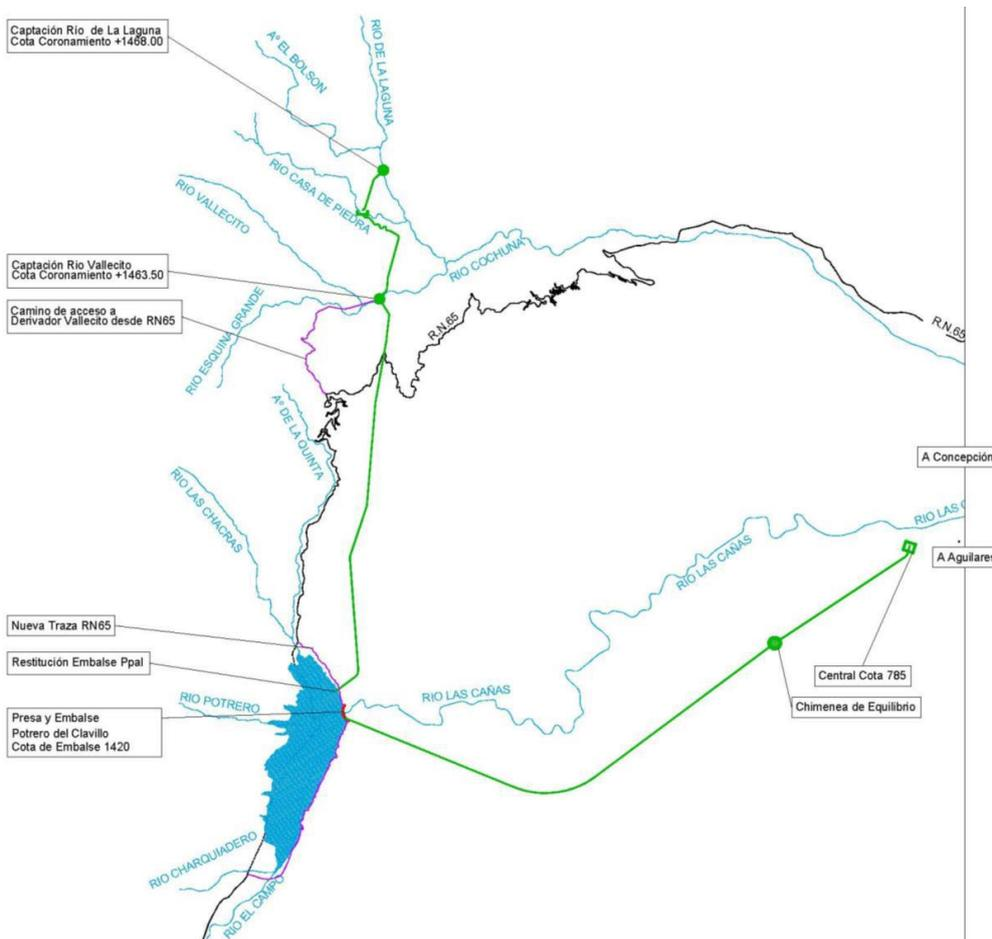 Captación Río de La Laguna
Cota Coronamiento +1468.00
RIO DE LA LAGUNA
Aº EL BOLSON
RIO CASA DE PIEDRA
RIO VALLECITO
RIO COCHUNA
Captación Río Vallecito
Cota Coronamiento +1463.50
Camino de acceso a
Derivador Vallecito desde RN65
RIO ESQUINA GRANDE
R.N.65
R.N.65
Aº DE LA QUINTA
A Concepción
RIO LAS CHACRAS
RIO LAS
RIO LAS CAÑAS
A Aguilares
Nueva Traza RN65
Restitución Embalse Ppal
Central Cota 785
RIO LAS CAÑAS
RIO POTRERO
Chimenea de Equilibrio
Presa y Embalse
Potrero del Clavillo
Cota de Embalse 1420
RIO CHARQUIADERO
RIO EL CAMPO